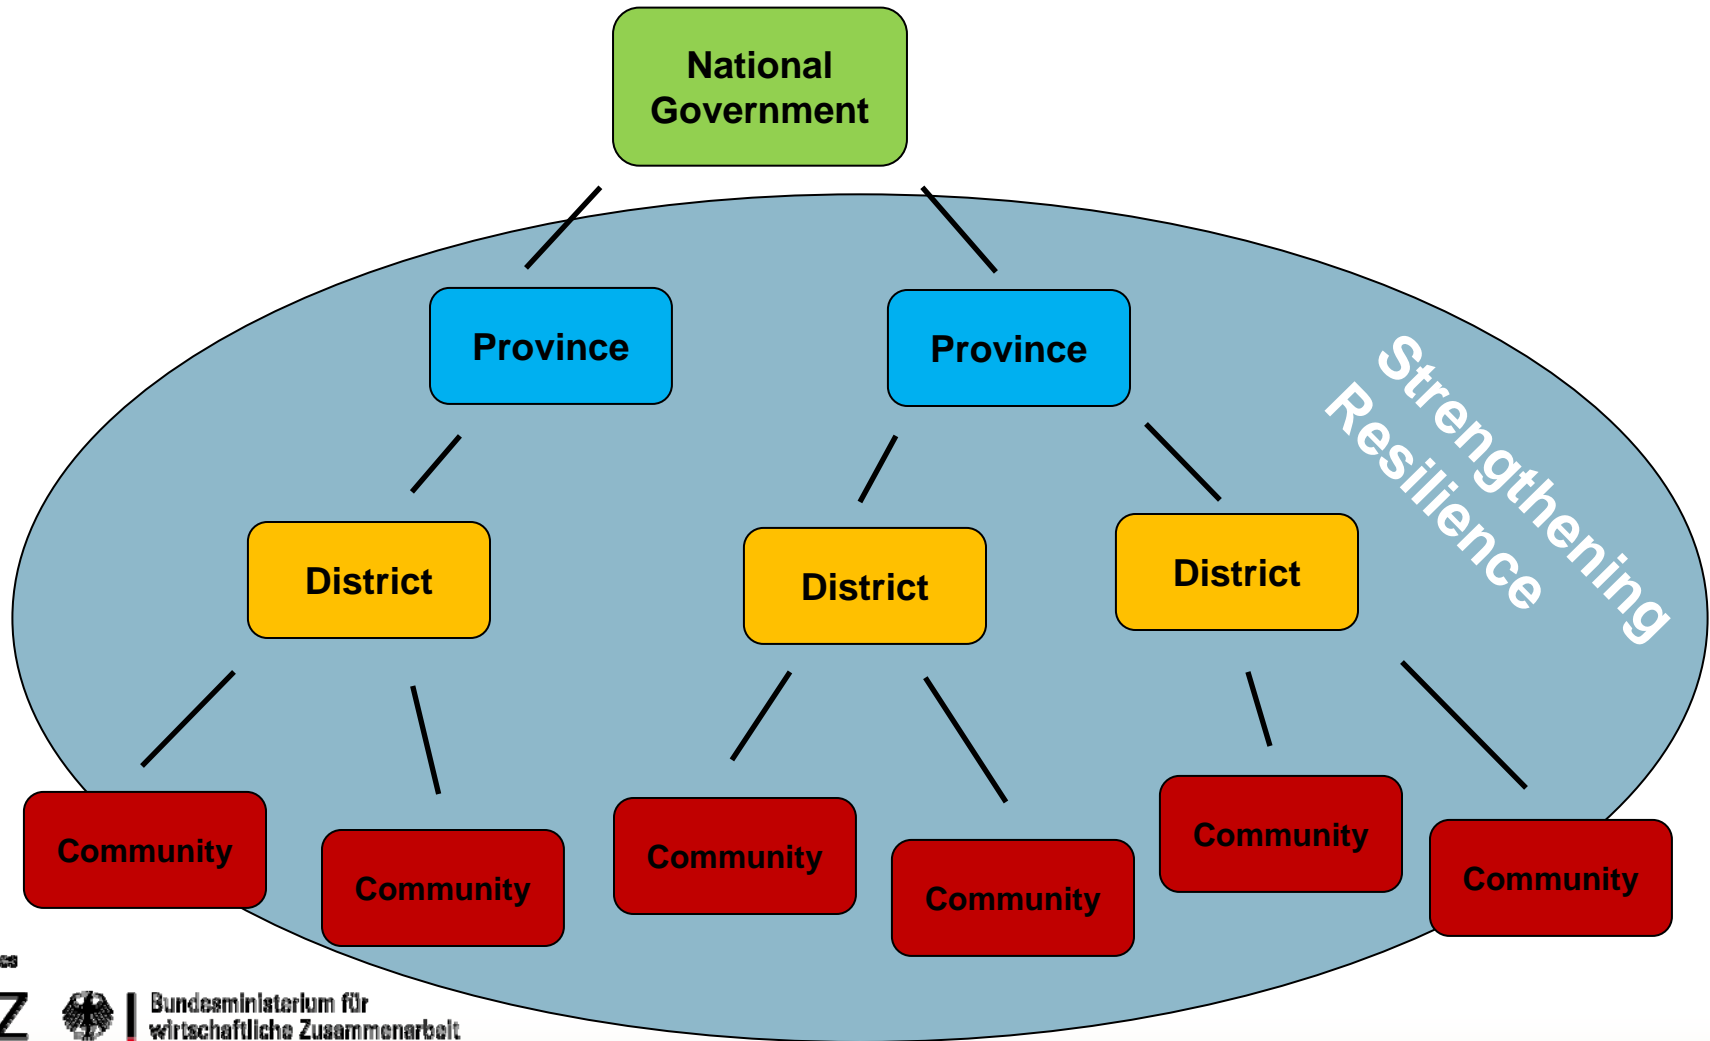 National
Government
Province
Province
Strengthening
Resilience
District
District
District
Community
Community
Community
Community
Community
Community
Z
Bundesministerium für
wirtschaftliche Zusammenarbeit